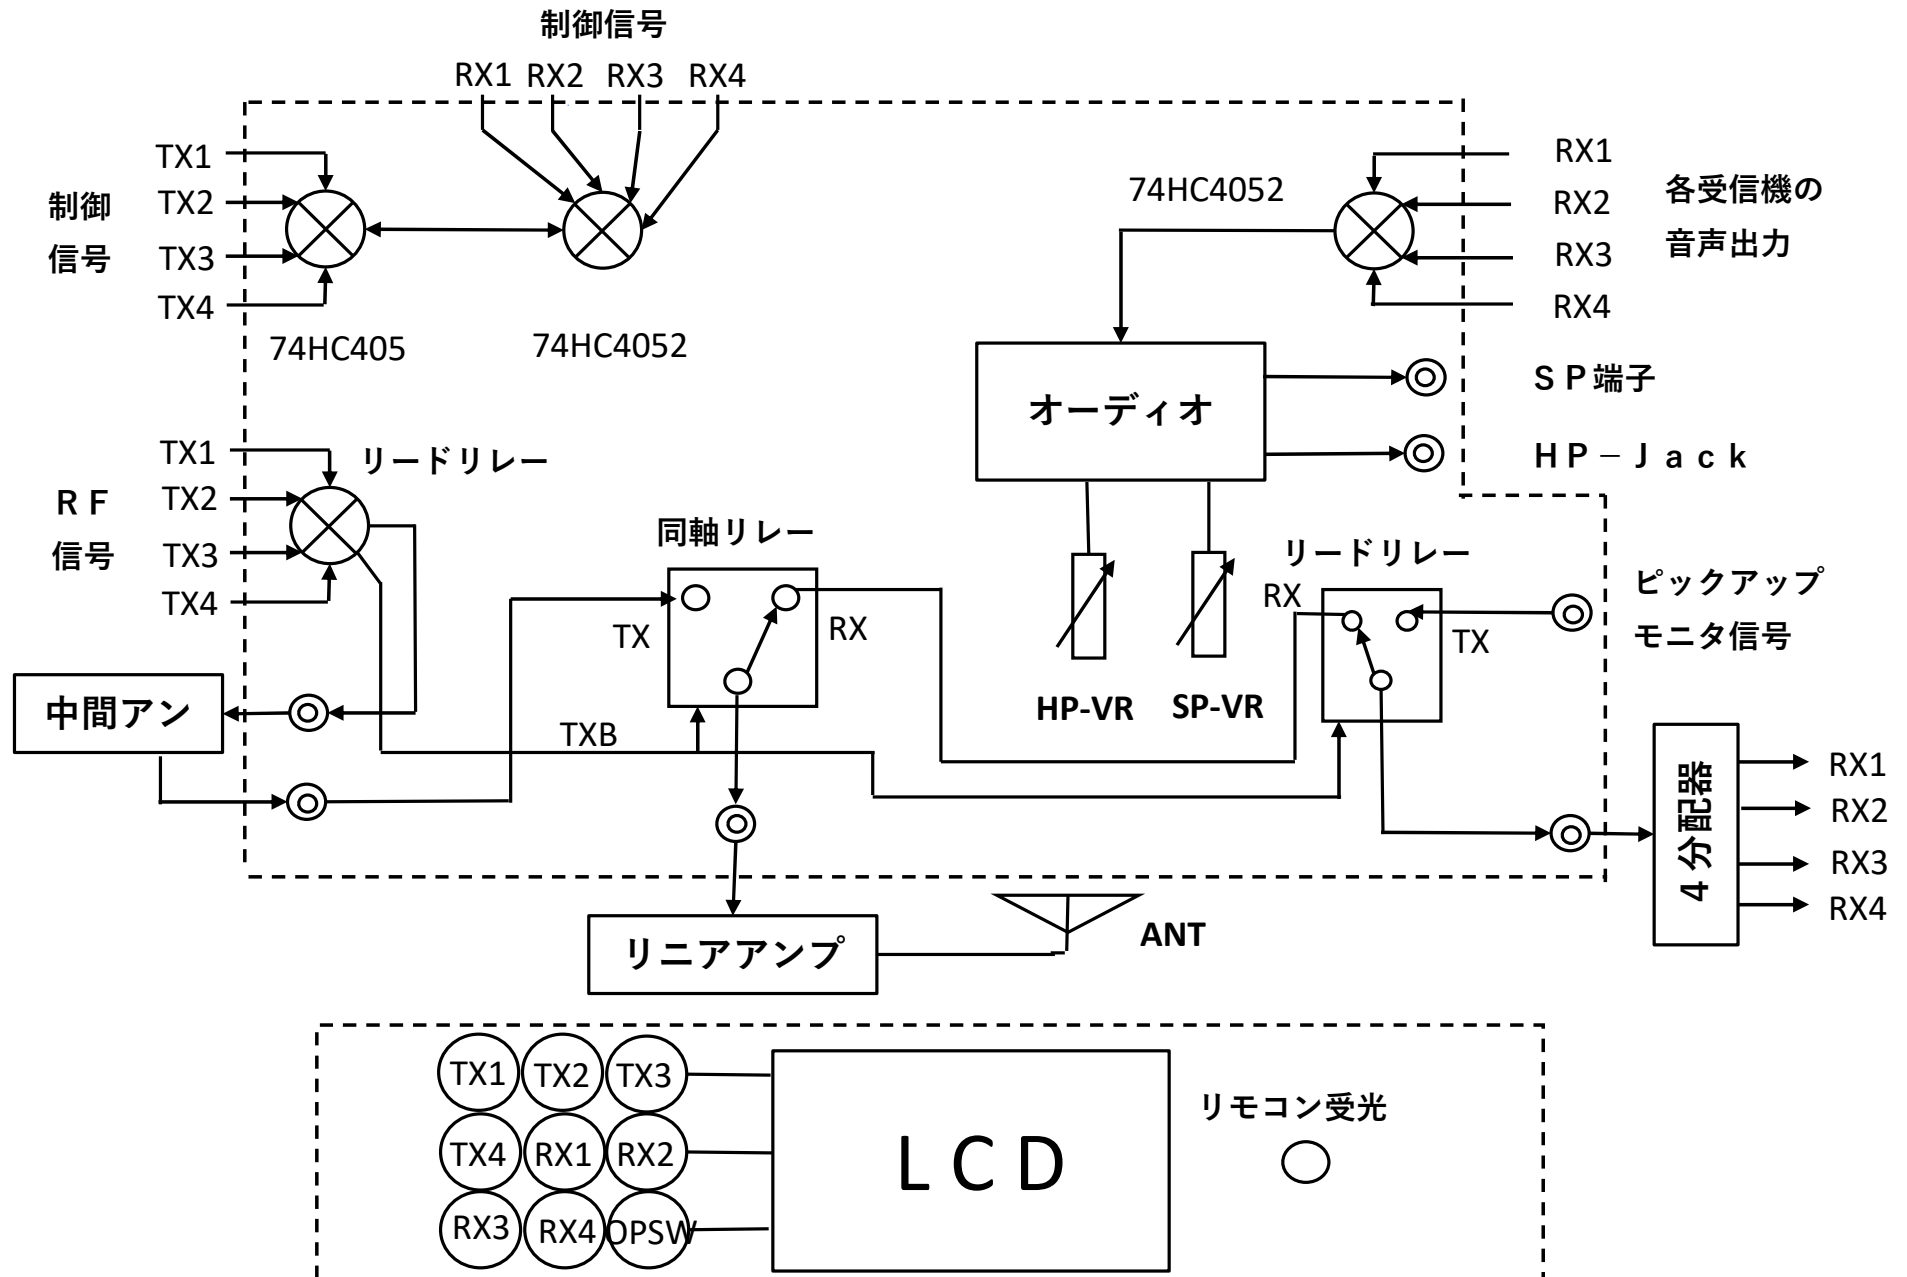 制御信号
RX1 RX2 RX3 RX4
TX1
TX2
TX3
TX4
制御
信号
74HC405
74HC4052
74HC4052
RX1
RX2
RX3
RX4
各受信機の
音声出力
オーディオ
ＳＰ端子
ＨＰ－Ｊａｃｋ
TX1
TX2
TX3
TX4
ＲＦ
信号
リードリレー
同軸リレー
TX
RX
HP-VR
SP-VR
リードリレー
RX
TX
ピックアップ
モニタ信号
中間アン
TXB
４分配器
RX1
RX2
RX3
RX4
リニアアンプ
ANT
TX1 TX2 TX3
TX4 RX1 RX2
RX3 RX4 OPSW
ＬＣＤ
リモコン受光